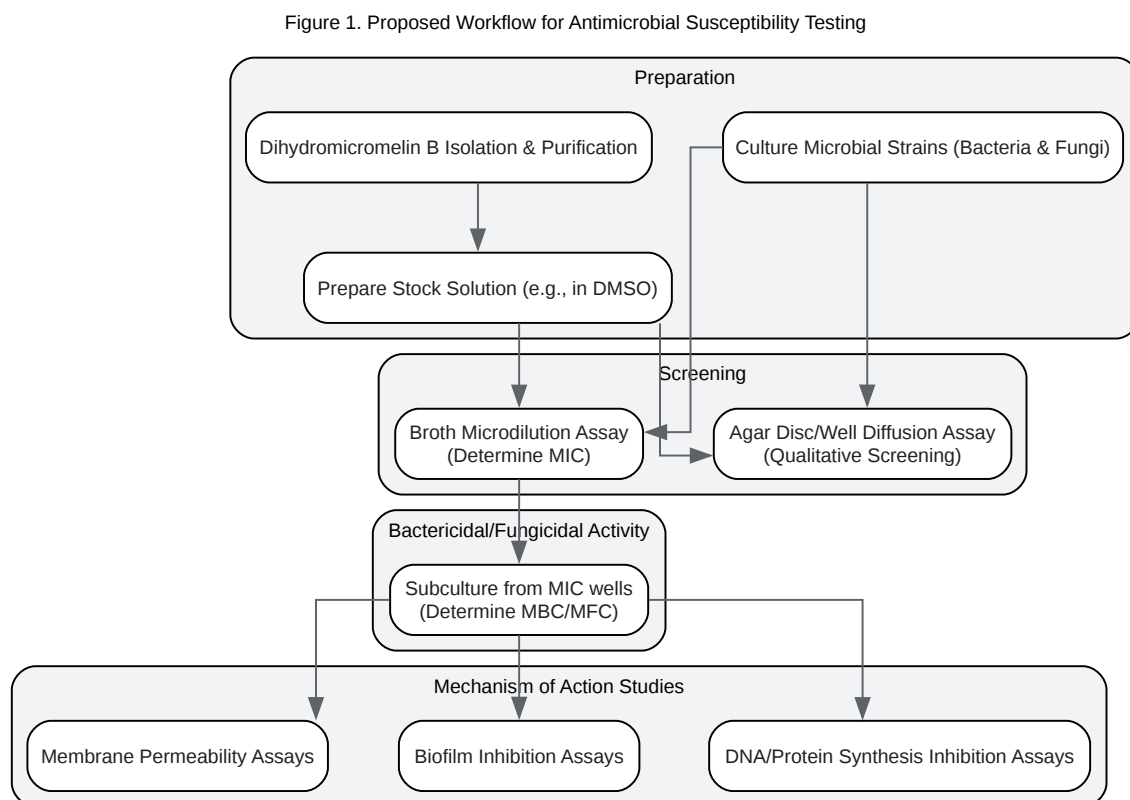 Figure 1. Proposed Workflow for Antimicrobial Susceptibility Testing
Preparation
Dihydromicromelin B Isolation & Purification
Culture Microbial Strains (Bacteria & Fungi)
Prepare Stock Solution (e.g., in DMSO)
Screening
Broth Microdilution Assay
(Determine MIC)
Agar Disc/Well Diffusion Assay
(Qualitative Screening)
Bactericidal/Fungicidal Activity
Subculture from MIC wells
(Determine MBC/MFC)
Mechanism of Action Studies
Membrane Permeability Assays
Biofilm Inhibition Assays
DNA/Protein Synthesis Inhibition Assays